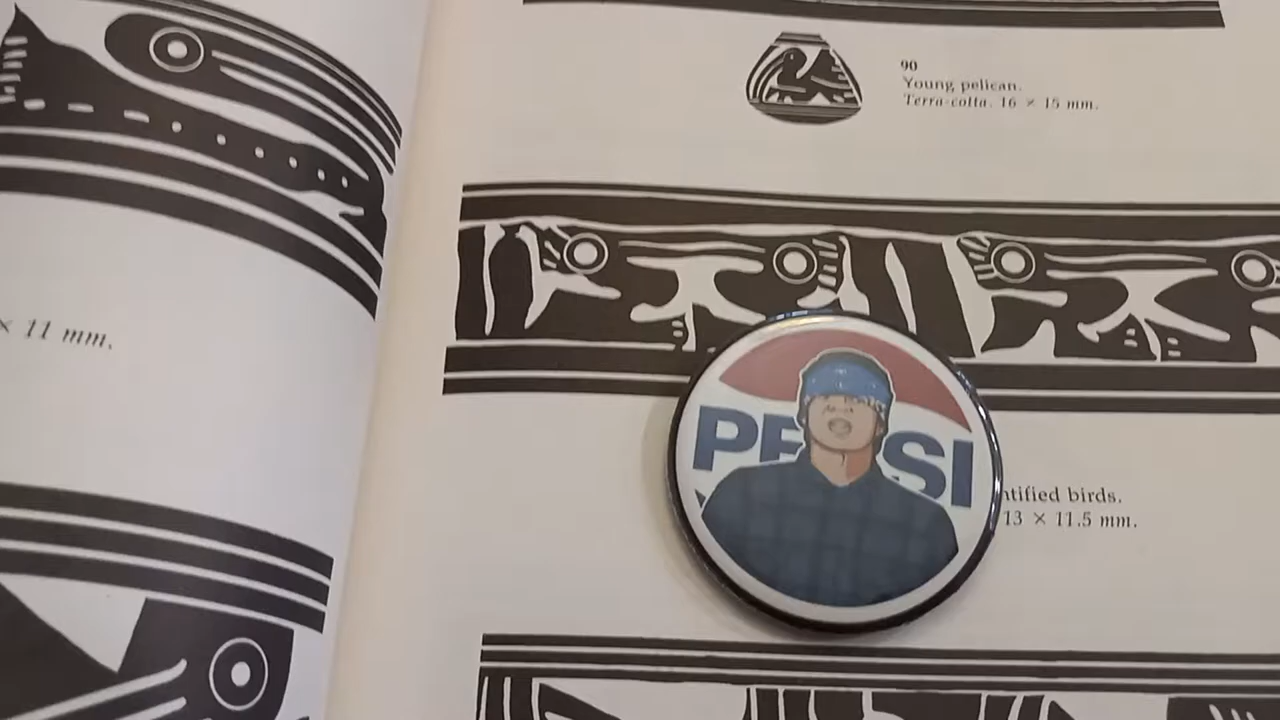 × 11 mm.
90
Young pelican.
Terra-cotta. 16 × 15 mm.
PE SI
ntified birds.
13 × 11.5 mm.